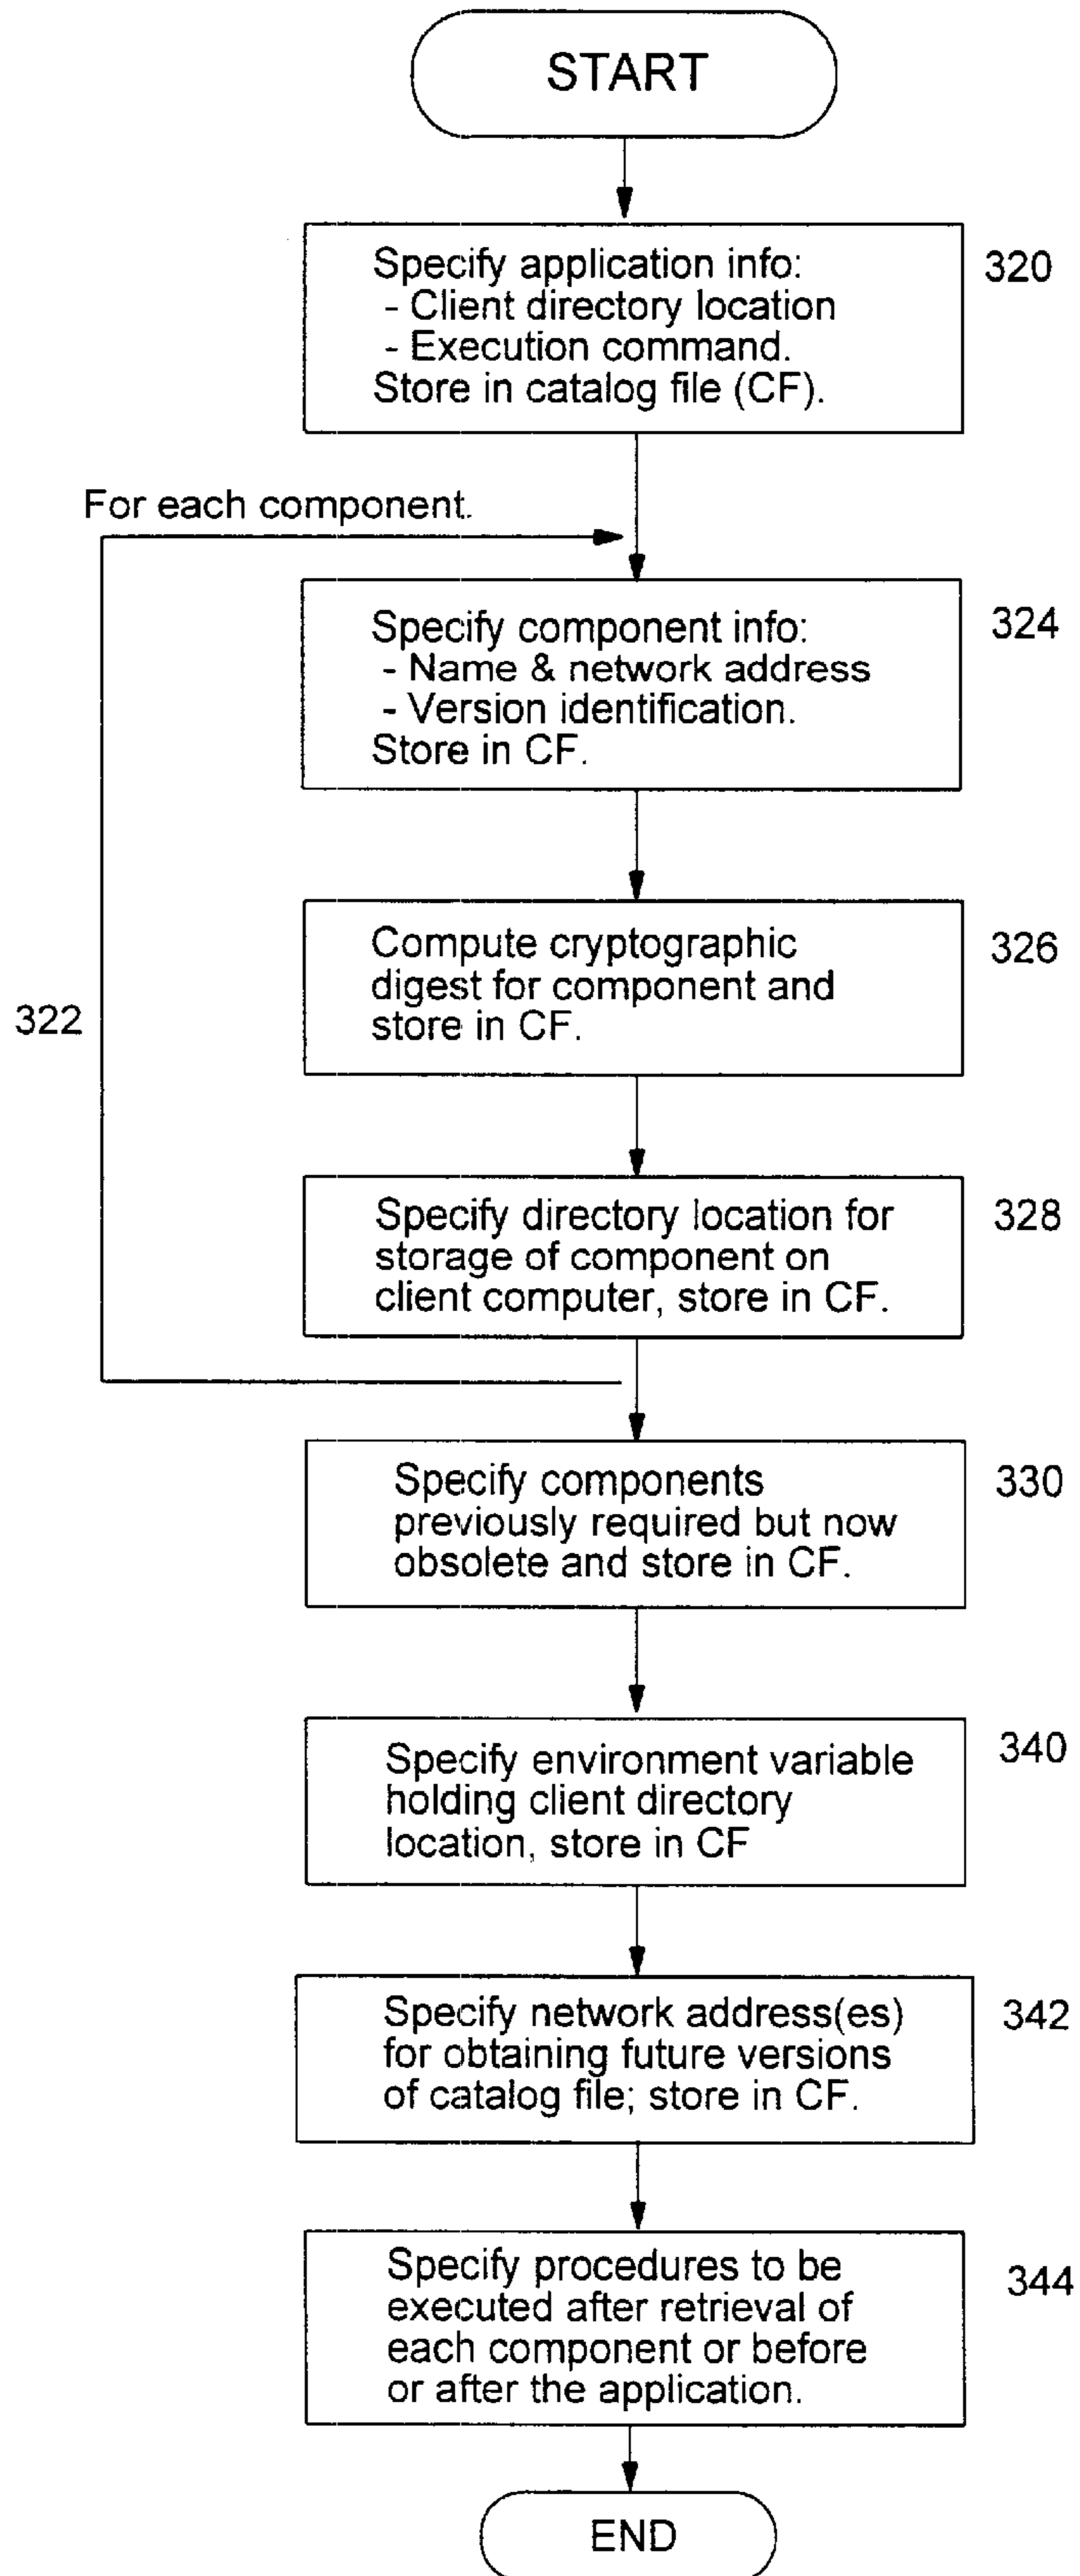 START
Specify application info:
- Client directory location
- Execution command.
Store in catalog file (CF).
320
For each component.
Specify component info:
- Name & network address
- Version identification.
Store in CF.
324
Compute cryptographic
digest for component and
store in CF.
326
322
Specify directory location for
storage of component on
client computer, store in CF.
328
Specify components
previously required but now
obsolete and store in CF.
330
Specify environment variable
holding client directory
location, store in CF
340
Specify network address(es)
for obtaining future versions
of catalog file; store in CF.
342
Specify procedures to be
executed after retrieval of
each component or before
or after the application.
344
END